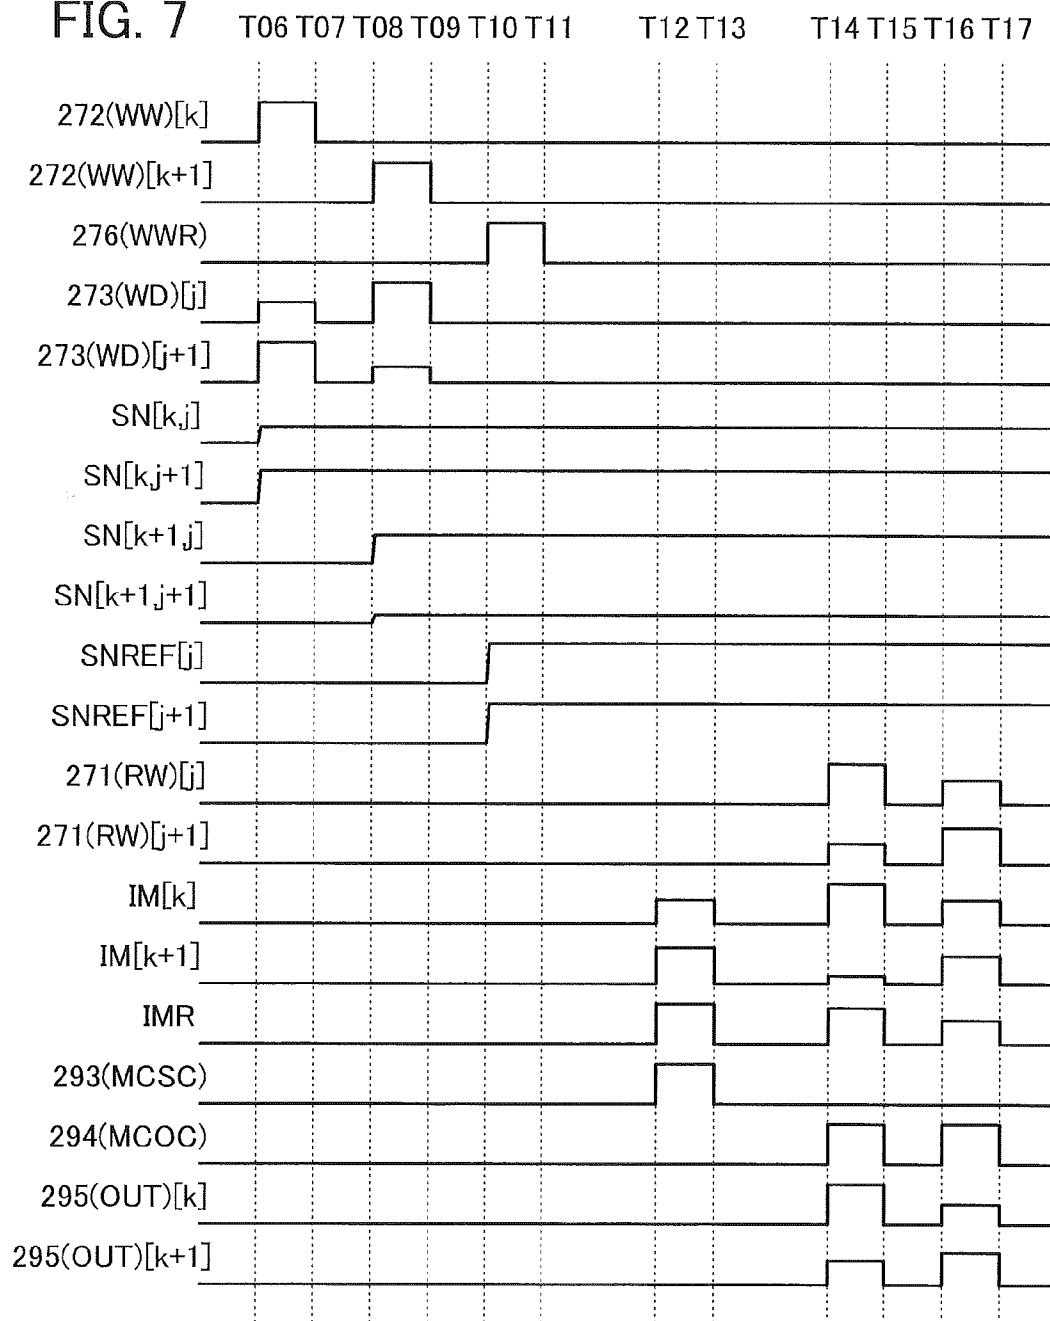 FIG. 7
T06 T07 T08 T09 T10 T11 T12 T13 T14 T15 T16 T17
272(WW)[k]
272(WW)[k+1]
276(WWR)
273(WD)[j]
273(WD)[j+1]
SN[k,j]
SN[k,j+1]
SN[k+1,j]
SN[k+1,j+1]
SNREF[j]
SNREF[j+1]
271(RW)[j]
271(RW)[j+1]
IM[k]
IM[k+1]
IMR
293(MCSC)
294(MCOC)
295(OUT)[k]
295(OUT)[k+1]